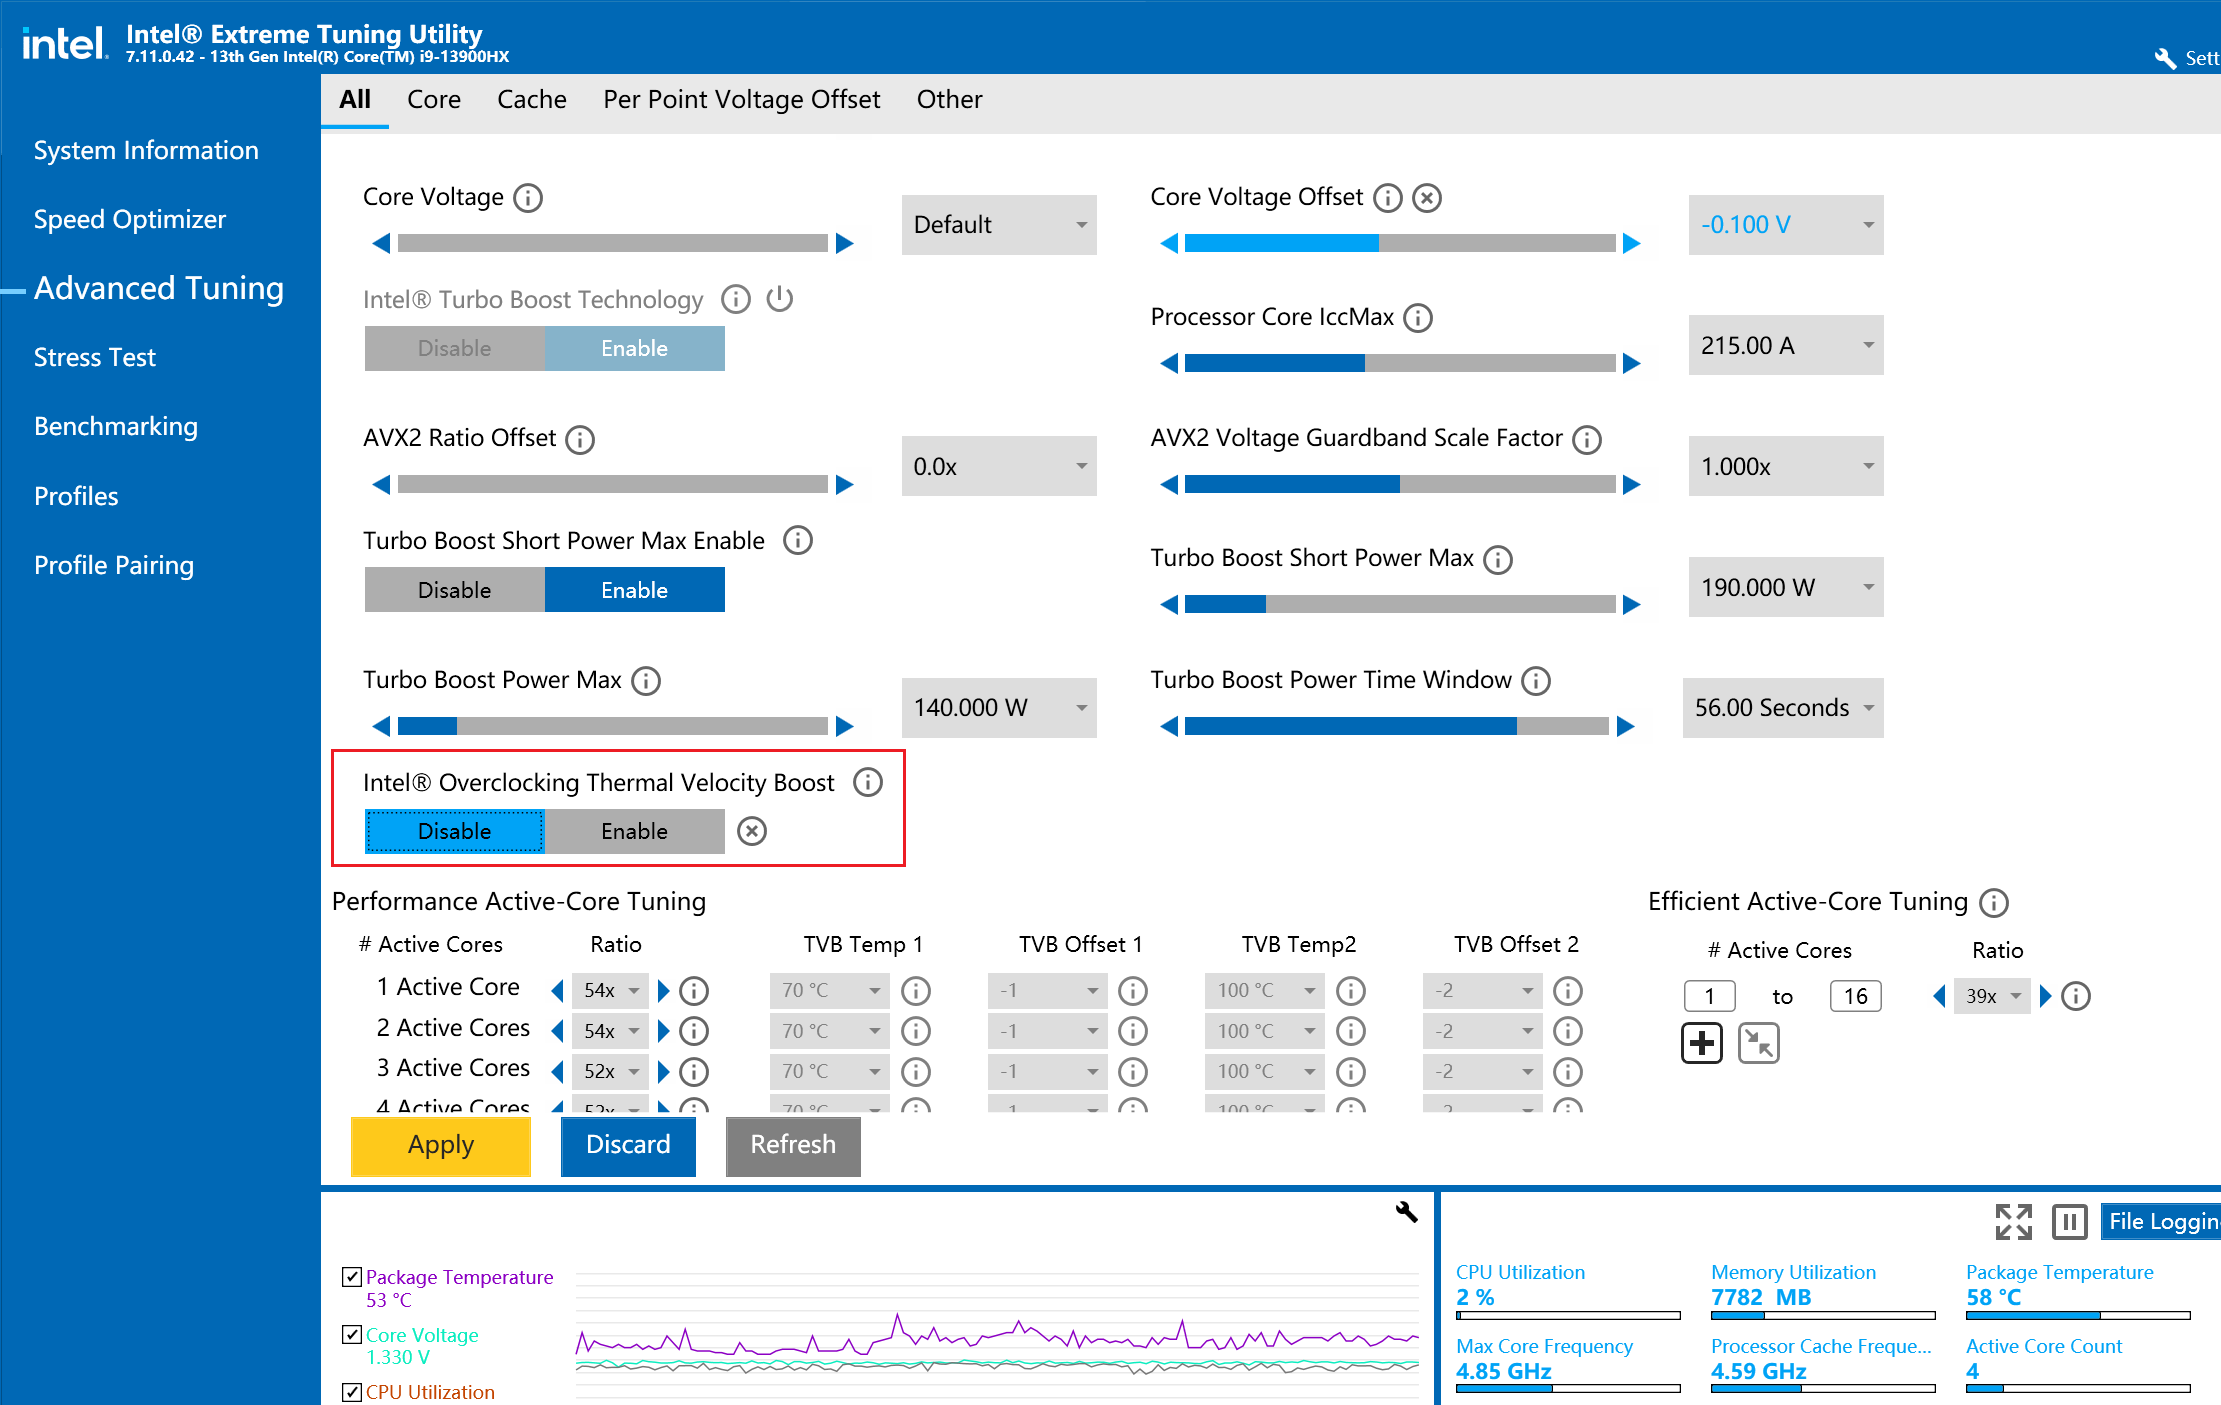 intel.
Intel® Extreme Tuning Utility
7.11.0.42 - 13th Gen Intel(R) Core(TM) i9-13900HX
Sett
All Core Cache Per Point Voltage Offset Other
System Information
Speed Optimizer
Advanced Tuning
Stress Test
Benchmarking
Profiles
Profile Pairing
Core Voltage
Default
Core Voltage Offset
-0.100 V
Intel® Turbo Boost Technology
Disable Enable
Processor Core IccMax
215.00 A
AVX2 Ratio Offset
0.0x
AVX2 Voltage Guardband Scale Factor
1.000x
Turbo Boost Short Power Max Enable
Disable Enable
Turbo Boost Short Power Max
190.000 W
Turbo Boost Power Max
140.000 W
Turbo Boost Power Time Window
56.00 Seconds
Intel® Overclocking Thermal Velocity Boost
Disable Enable
Performance Active-Core Tuning
# Active Cores Ratio TVB Temp 1 TVB Offset 1 TVB Temp2 TVB Offset 2
1 Active Core 54x 70 °C -1 100 °C -2
2 Active Cores 54x 70 °C -1 100 °C -2
3 Active Cores 52x 70 °C -1 100 °C -2
4 Active Cores 52x 70 °C -1 100 °C -2
Efficient Active-Core Tuning
# Active Cores Ratio
1 to 16 39x
Apply Discard Refresh
Package Temperature
53 °C
Core Voltage
1.330 V
CPU Utilization
File Loggin
CPU Utilization
2 %
Memory Utilization
7782 MB
Package Temperature
58 °C
Max Core Frequency
4.85 GHz
Processor Cache Freque...
4.59 GHz
Active Core Count
4